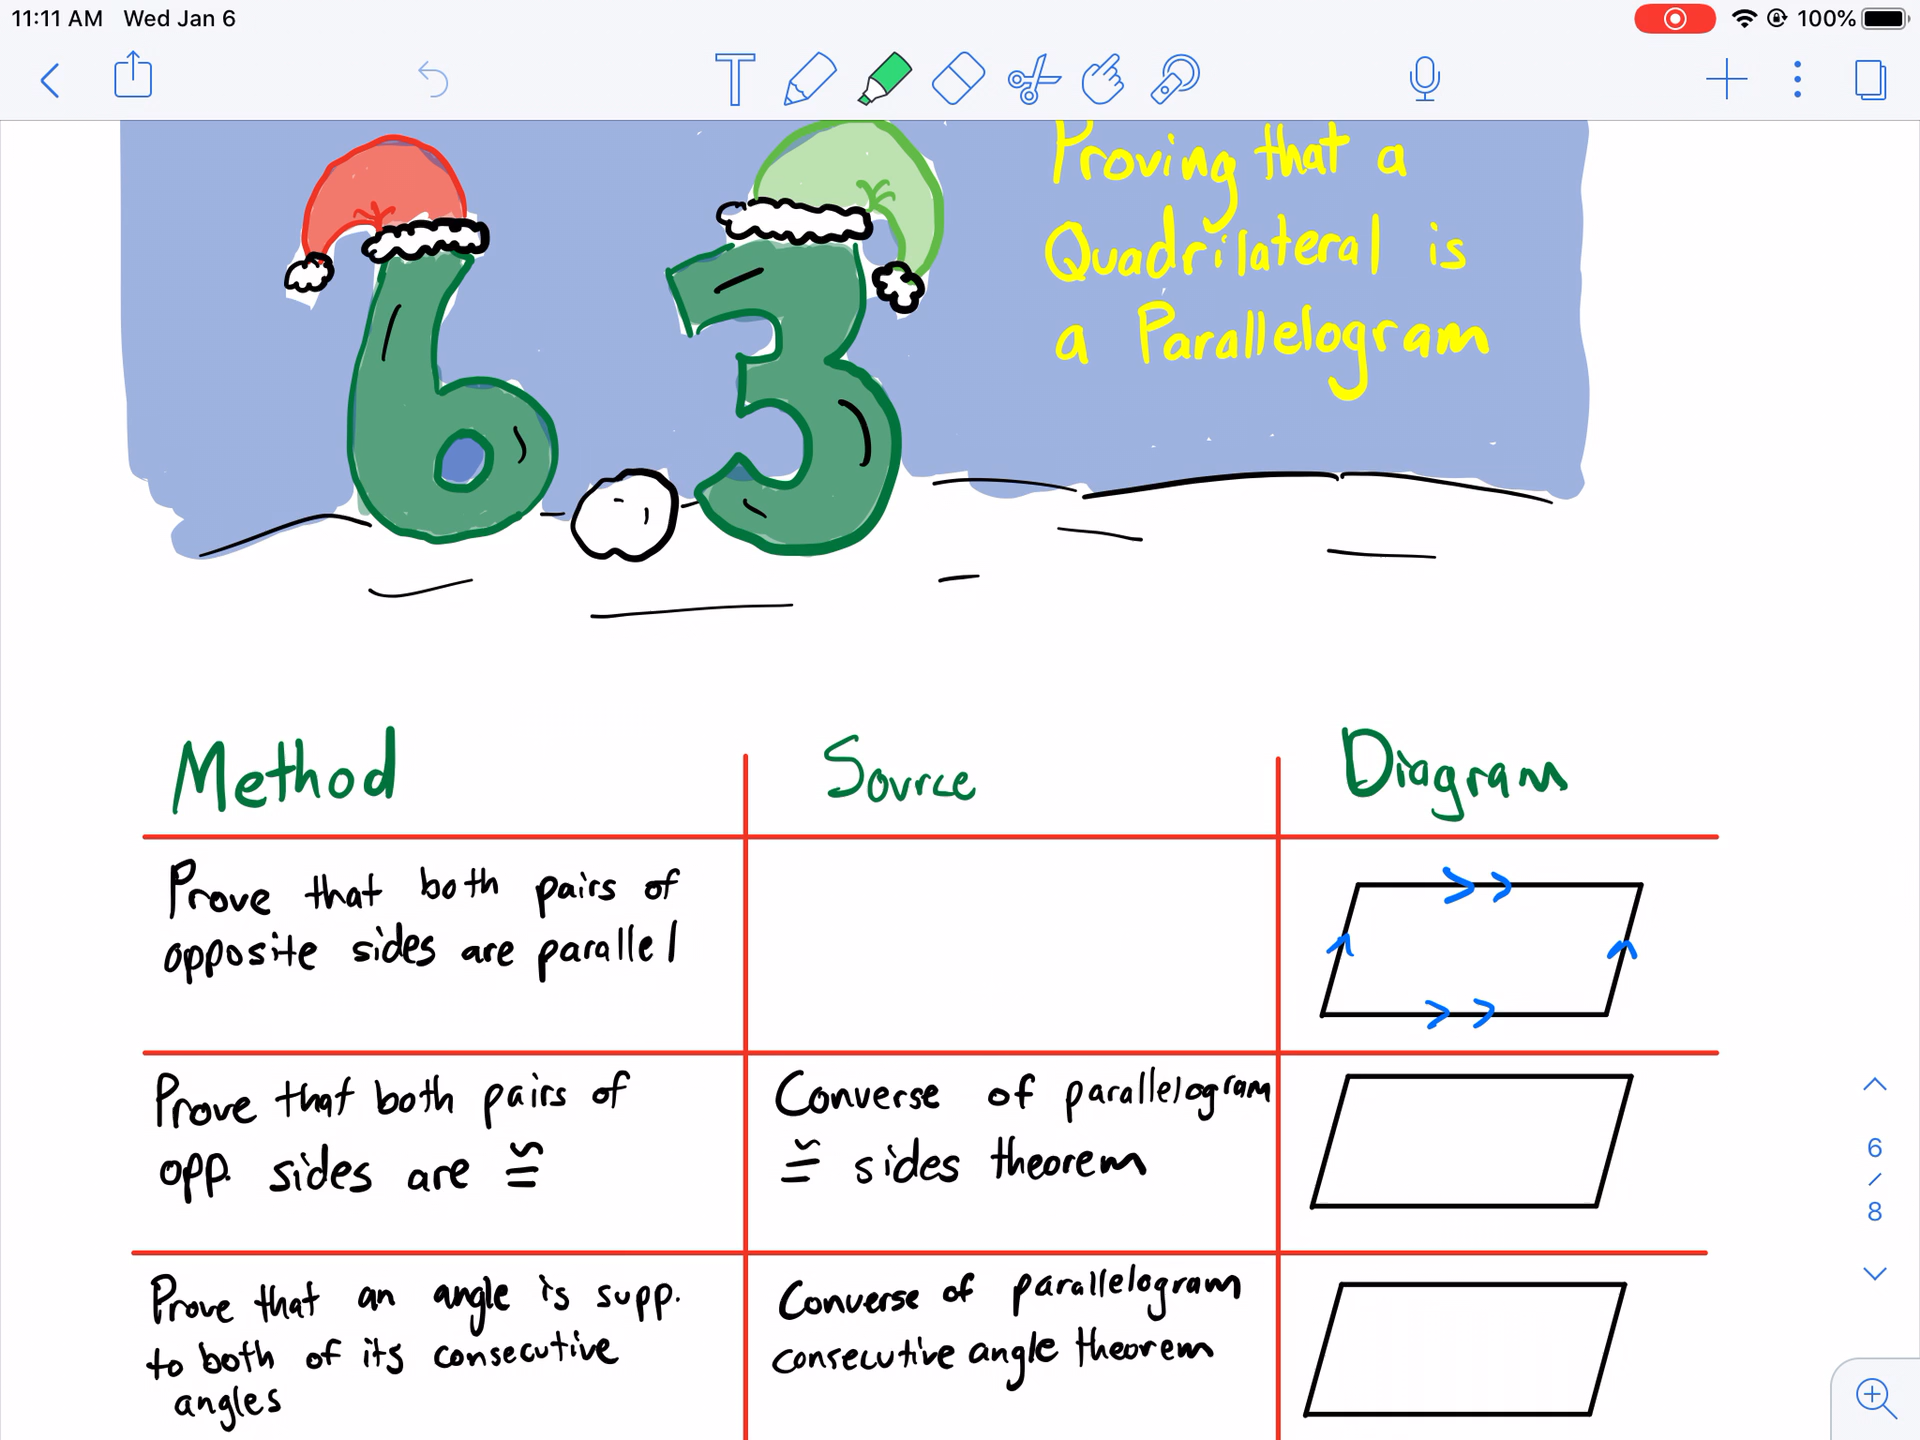 11:11 AM Wed Jan 6
100%
6.3
Proving that a
Quadrilateral is
a Parallelogram
Method
Source
Diagram
Prove that both pairs of
opposite sides are parallel
Prove that both pairs of
opp. sides are ≅
Converse of parallelogram
≅ sides theorem
Prove that an angle is supp.
to both of its consecutive
angles
Converse of parallelogram
consecutive angle theorem
6
/
8